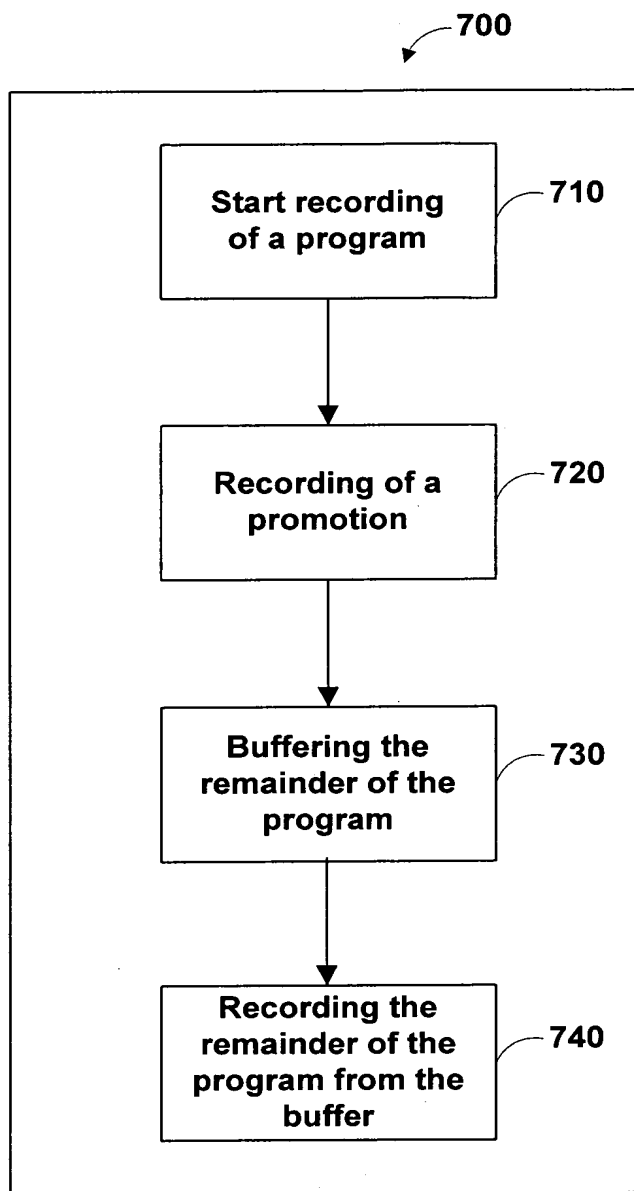 700
Start recording
of a program
710
Recording of a
promotion
720
Buffering the
remainder of the
program
730
Recording the
remainder of the
program from the
buffer
740